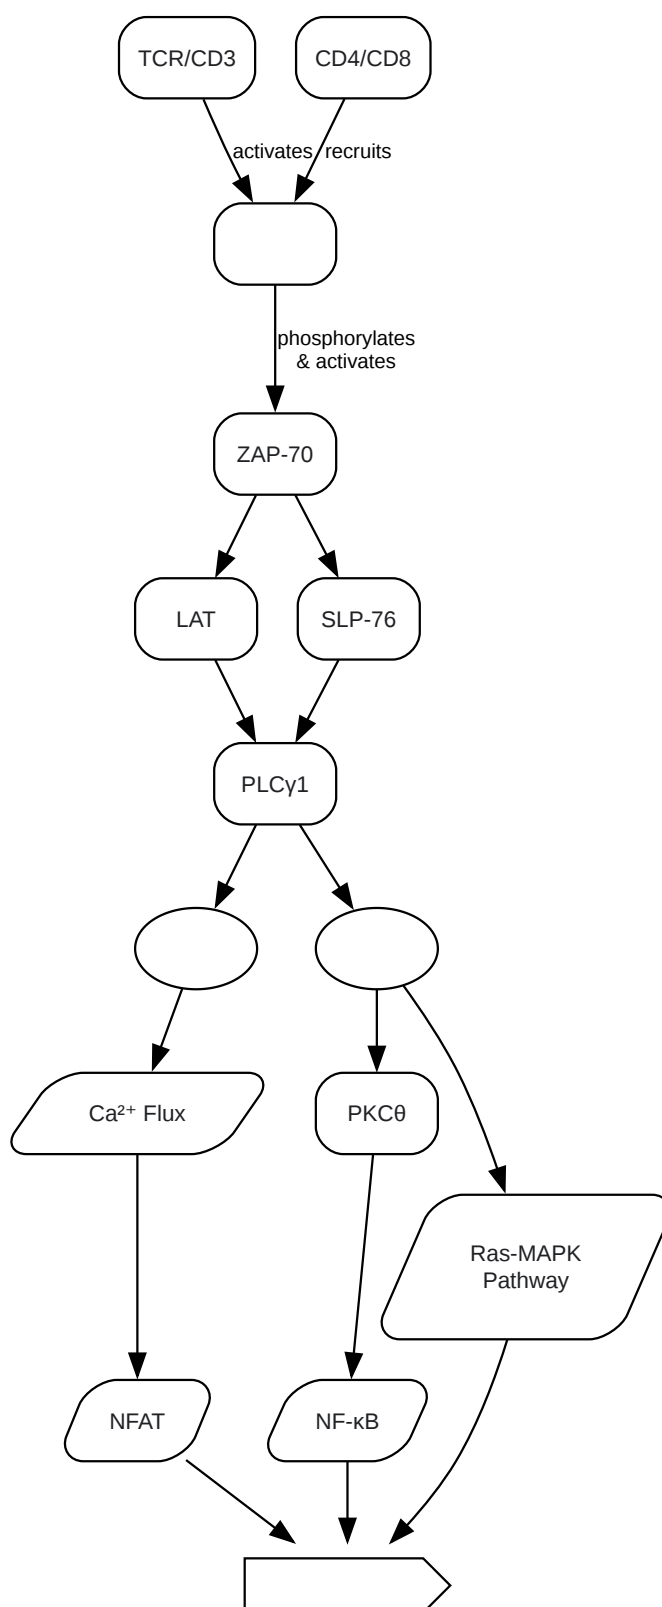 TCR/CD3
CD4/CD8
activates
recruits
phosphorylates
& activates
ZAP-70
LAT
SLP-76
PLCγ1
Ca²⁺ Flux
PKCθ
Ras-MAPK
Pathway
NFAT
NF-κB